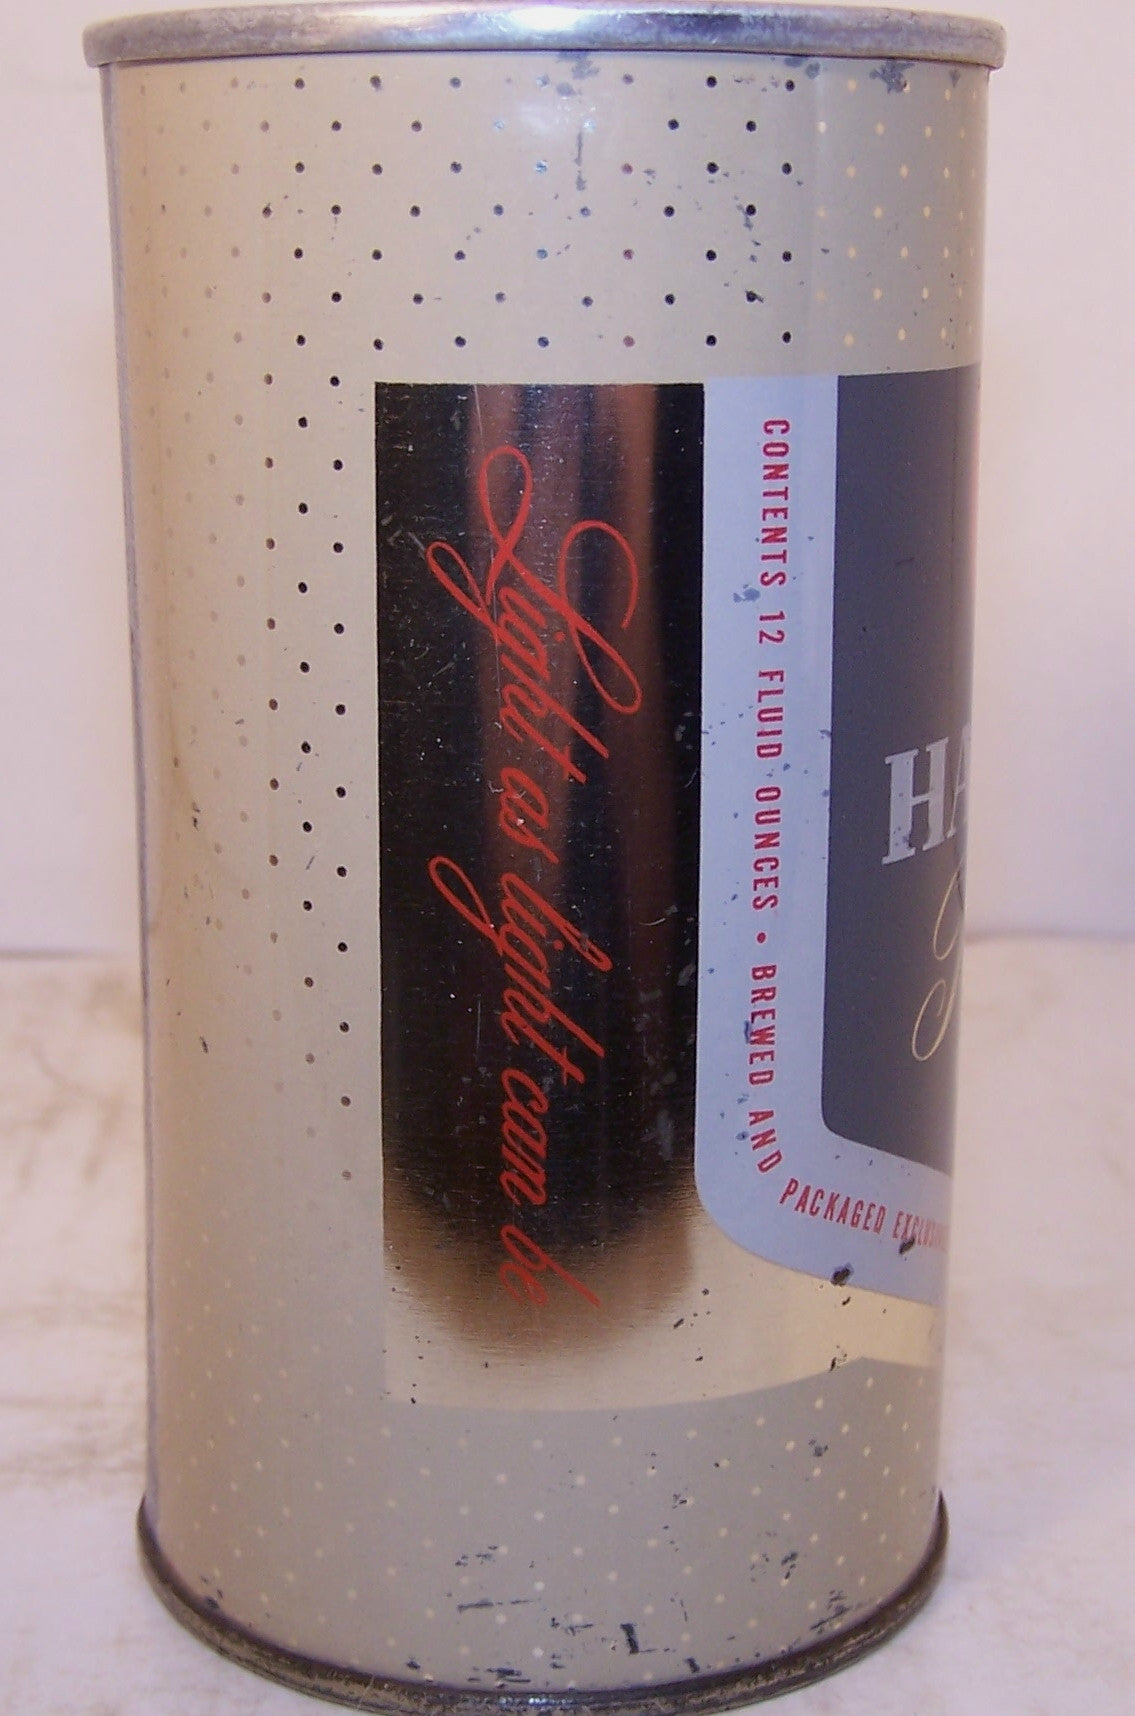 Light as light can be
CONTENTS 12 FLUID OUNCES • BREWED AND PACKAGED
HA